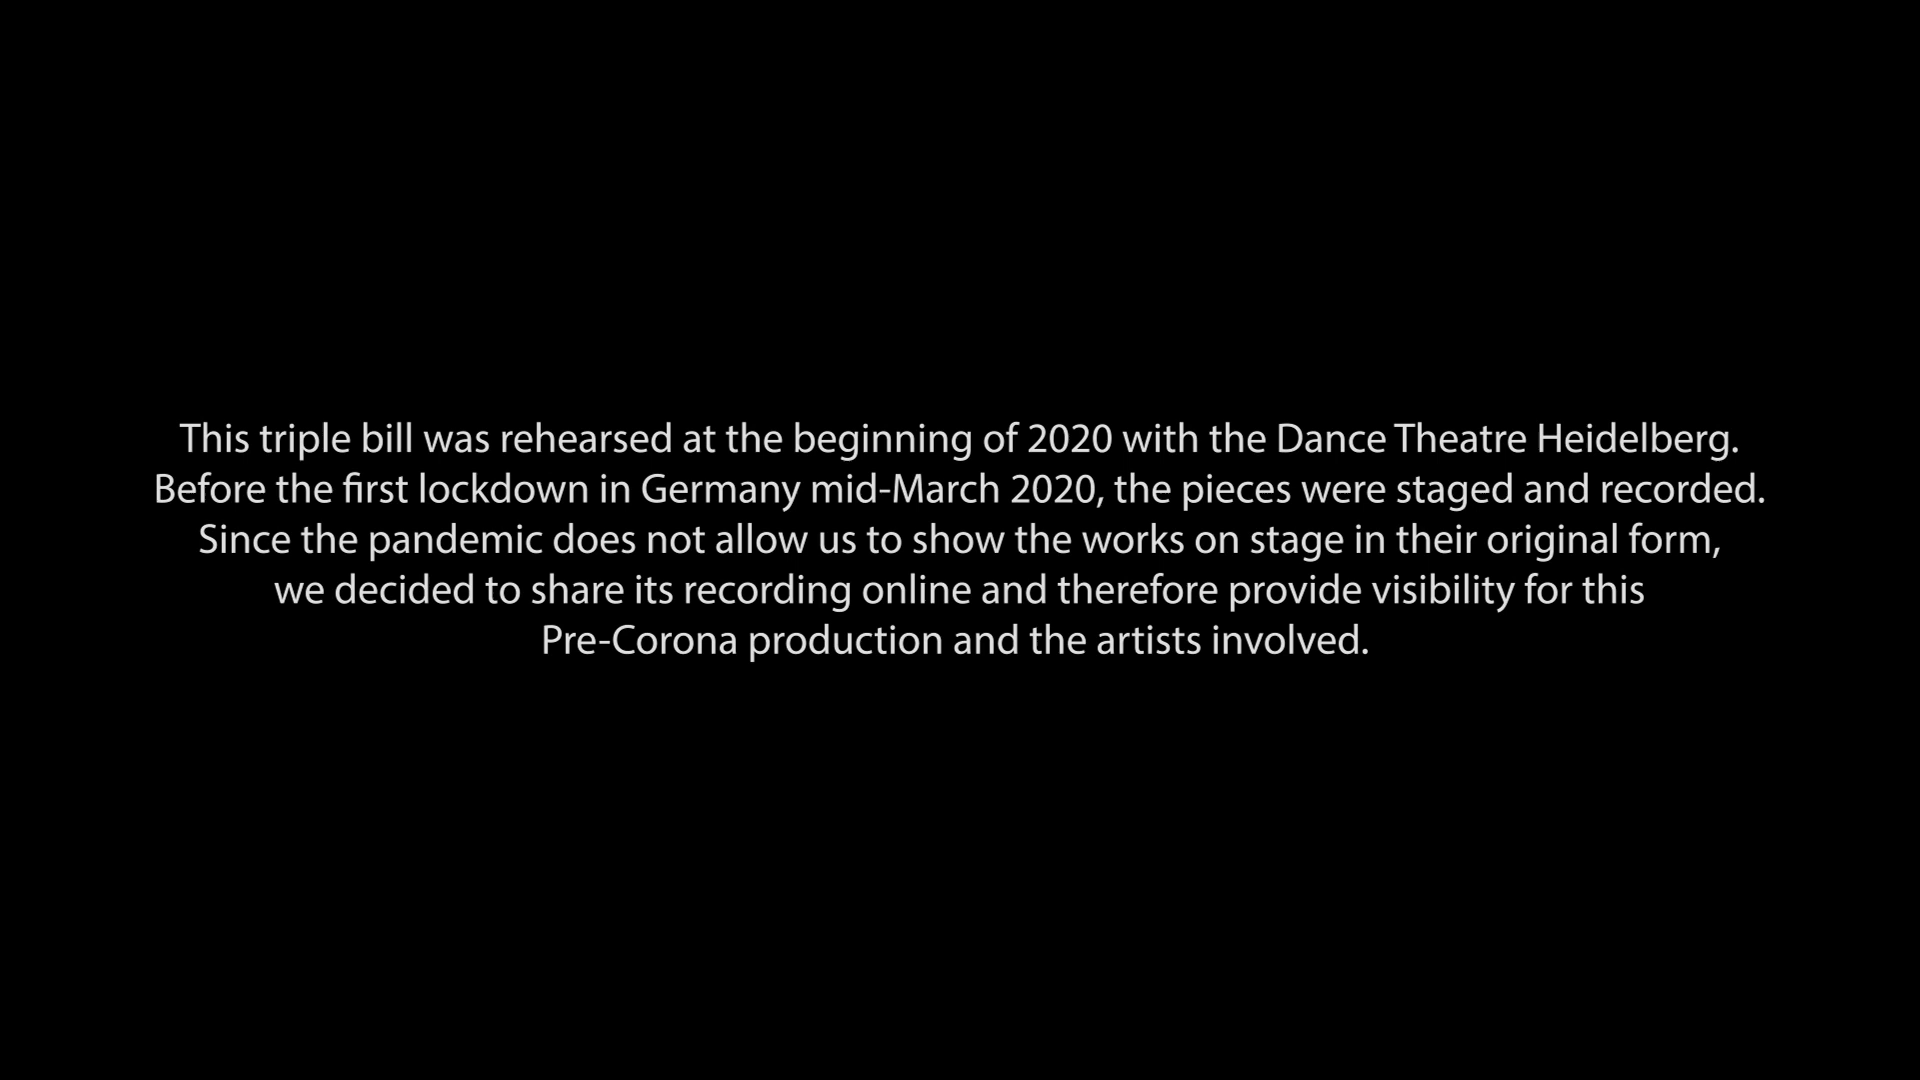 This triple bill was rehearsed at the beginning of 2020 with the Dance Theatre Heidelberg.
Before the first lockdown in Germany mid-March 2020, the pieces were staged and recorded.
Since the pandemic does not allow us to show the works on stage in their original form,
we decided to share its recording online and therefore provide visibility for this
Pre-Corona production and the artists involved.